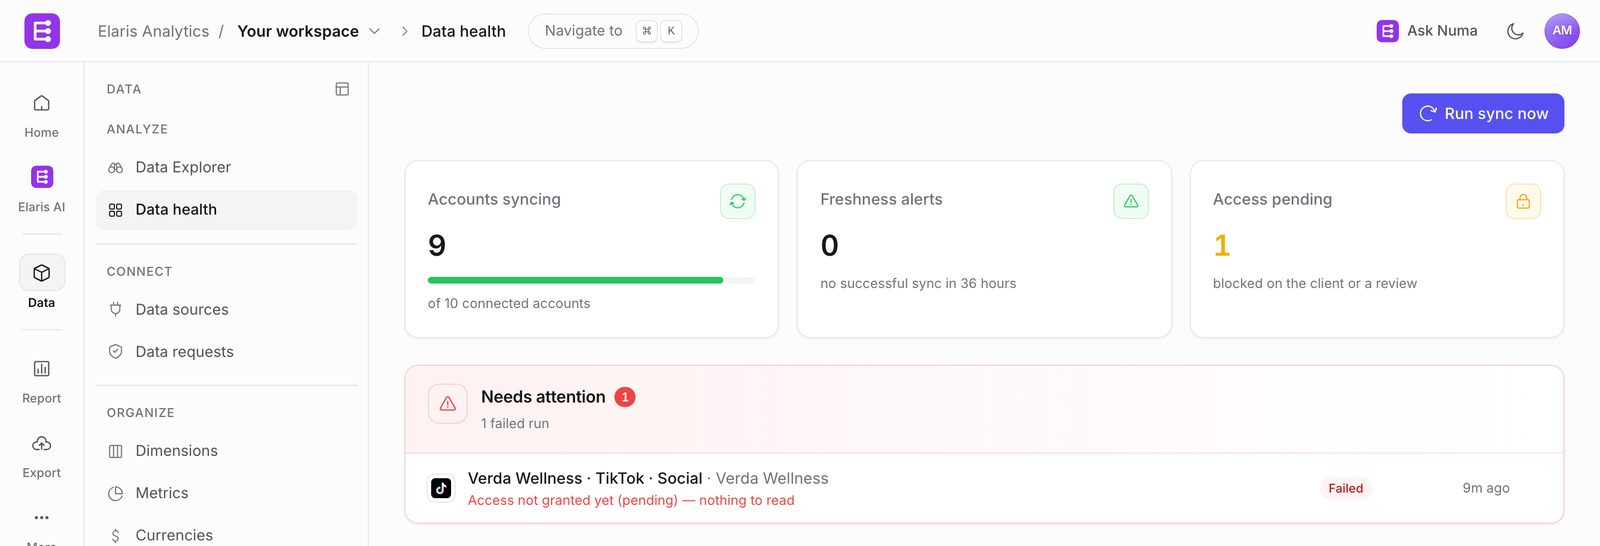 Elaris Analytics / Your workspace > Data health
Navigate to ⌘ K
Ask Numa
AM
Home
Elaris AI
Data
Report
Export
DATA
ANALYZE
Data Explorer
Data health
CONNECT
Data sources
Data requests
ORGANIZE
Dimensions
Metrics
Currencies
Run sync now
Accounts syncing
9
of 10 connected accounts
Freshness alerts
0
no successful sync in 36 hours
Access pending
1
blocked on the client or a review
Needs attention 1
1 failed run
Verda Wellness · TikTok · Social · Verda Wellness
Access not granted yet (pending) — nothing to read
Failed
9m ago